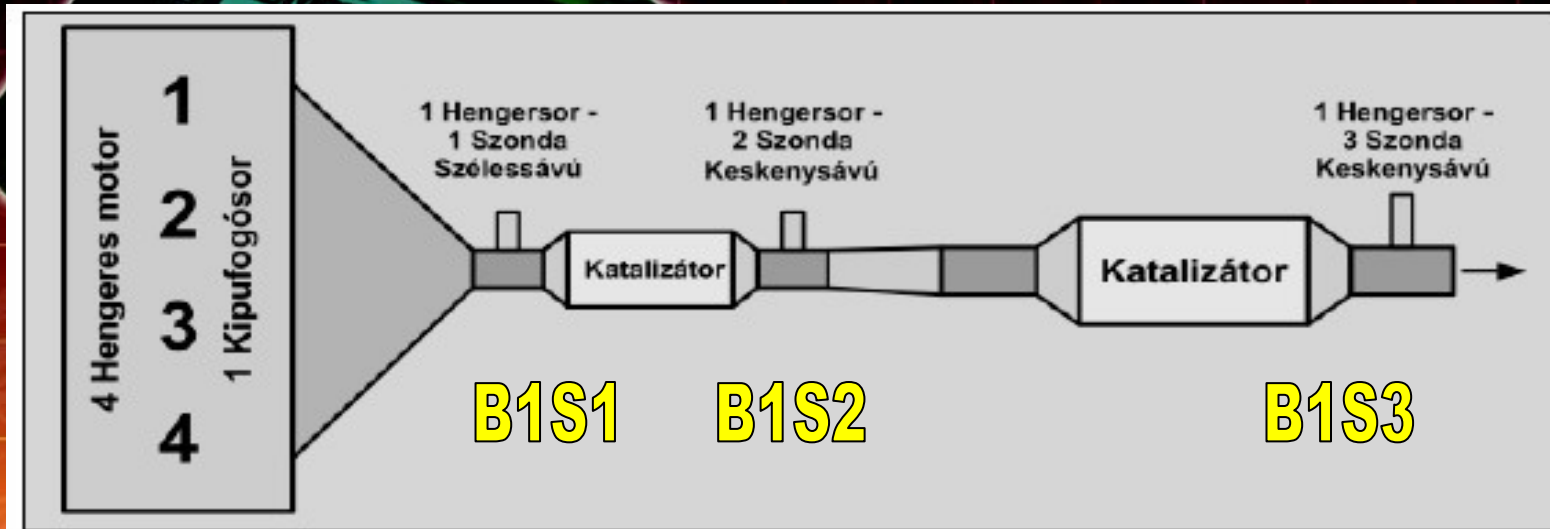 4 Hengeres motor
1 Kipufogósor
1
2
3
4
1 Hengersor -
1 Szonda
Szélessávú
1 Hengersor -
2 Szonda
Keskenysávú
1 Hengersor -
3 Szonda
Keskenysávú
Katalizátor
Katalizátor
B1S1
B1S2
B1S3